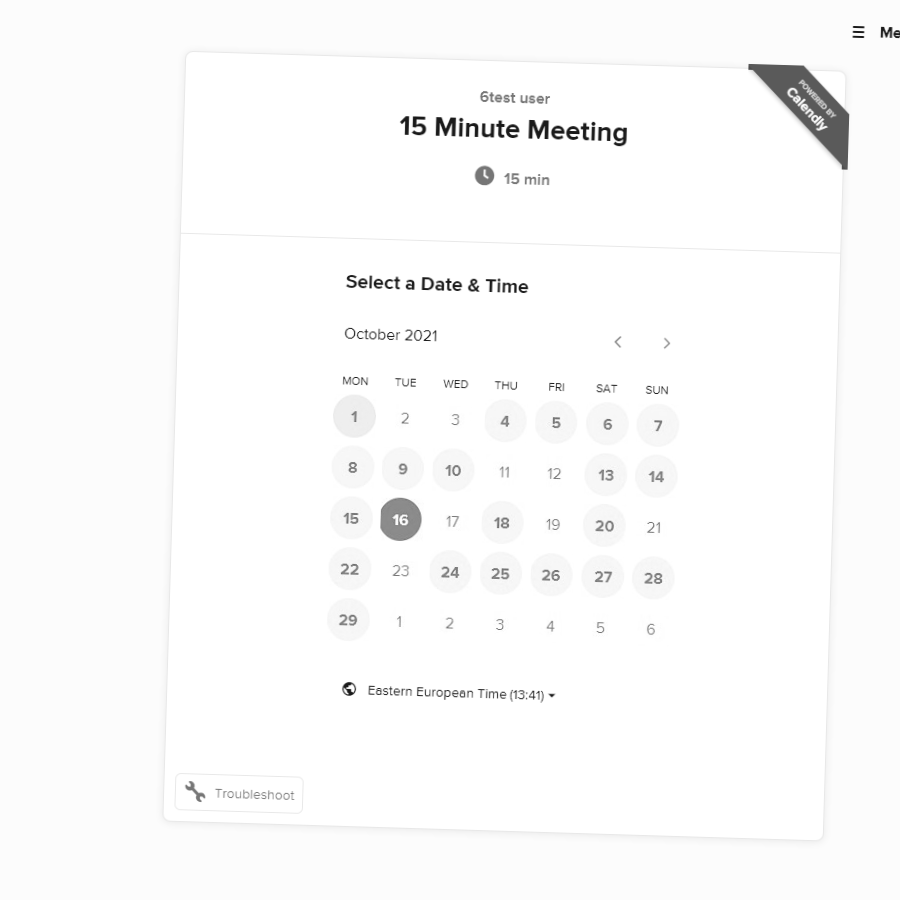 ☰ Me
POWERED BY
Calendly
6test user
15 Minute Meeting
15 min
Select a Date & Time
October 2021
MON TUE WED THU FRI SAT SUN
1 2 3 4 5 6 7
8 9 10 11 12 13 14
15 16 17 18 19 20 21
22 23 24 25 26 27 28
29 1 2 3 4 5 6
Eastern European Time (13:41)
Troubleshoot